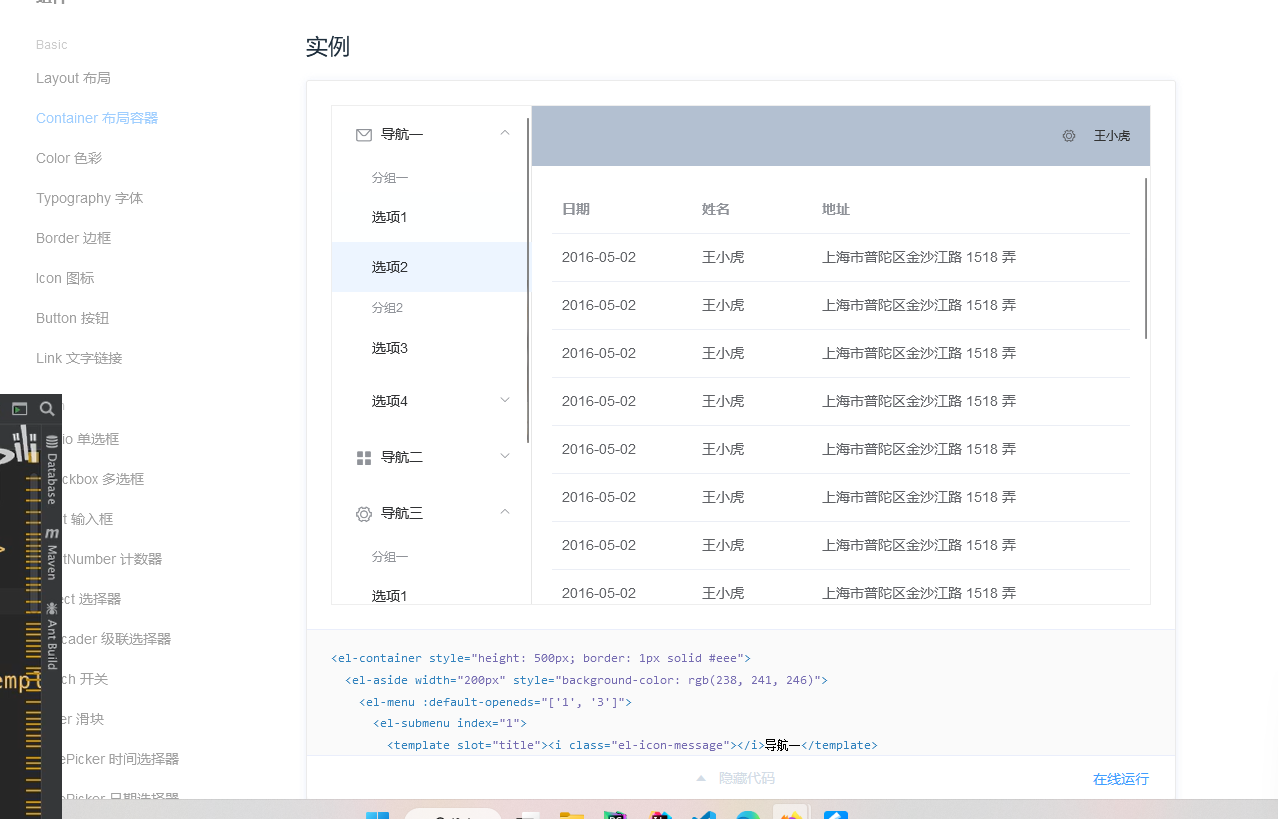 Basic
Layout 布局
Container 布局容器
Color 色彩
Typography 字体
Border 边框
Icon 图标
Button 按钮
Link 文字链接
单选框
多选框
输入框
计数器
选择器
级联选择器
开关
滑块
时间选择器
Database
Maven
Ant Build
实例
导航一
分组一
选项1
选项2
分组2
选项3
选项4
导航二
导航三
分组一
选项1
王小虎
日期 姓名 地址
2016-05-02 王小虎 上海市普陀区金沙江路 1518 弄
2016-05-02 王小虎 上海市普陀区金沙江路 1518 弄
2016-05-02 王小虎 上海市普陀区金沙江路 1518 弄
2016-05-02 王小虎 上海市普陀区金沙江路 1518 弄
2016-05-02 王小虎 上海市普陀区金沙江路 1518 弄
2016-05-02 王小虎 上海市普陀区金沙江路 1518 弄
2016-05-02 王小虎 上海市普陀区金沙江路 1518 弄
2016-05-02 王小虎 上海市普陀区金沙江路 1518 弄
<el-container style="height: 500px; border: 1px solid #eee">
<el-aside width="200px" style="background-color: rgb(238, 241, 246)">
<el-menu :default-openeds="['1', '3']">
<el-submenu index="1">
<template slot="title"><i class="el-icon-message"></i>导航一</template>
隐藏代码
在线运行